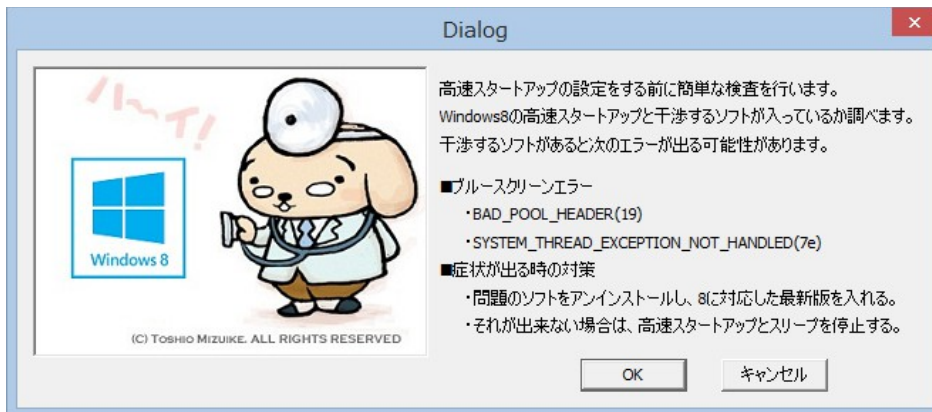 Dialog
ハ～イ!
Windows 8
(C) TOSHIO MIZUIKE. ALL RIGHTS RESERVED
高速スタートアップの設定をする前に簡単な検査を行います。
Windows8の高速スタートアップと干渉するソフトが入っているか調べます。
干渉するソフトがあると次のエラーが出る可能性があります。
■ブルースクリーンエラー
・BAD_POOL_HEADER(19)
・SYSTEM_THREAD_EXCEPTION_NOT_HANDLED(7e)
■症状が出る時の対策
・問題のソフトをアンインストールし、8に対応した最新版を入れる。
・それが出来ない場合は、高速スタートアップとスリープを停止する。
OK
キャンセル